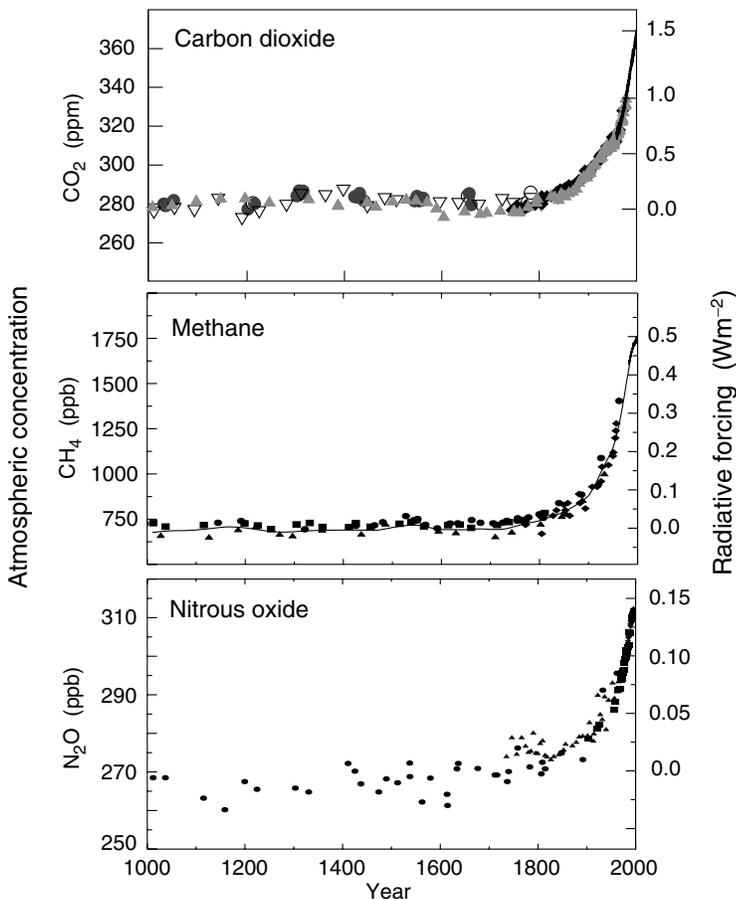 Atmospheric concentration
Radiative forcing (Wm⁻²)
Carbon dioxide
CO₂ (ppm)
360
340
320
300
280
260
1.5
1.0
0.5
0.0
Methane
CH₄ (ppb)
1750
1500
1250
1000
750
0.5
0.4
0.3
0.2
0.1
0.0
Nitrous oxide
N₂O (ppb)
310
290
270
250
0.15
0.10
0.05
0.0
1000 1200 1400 1600 1800 2000
Year